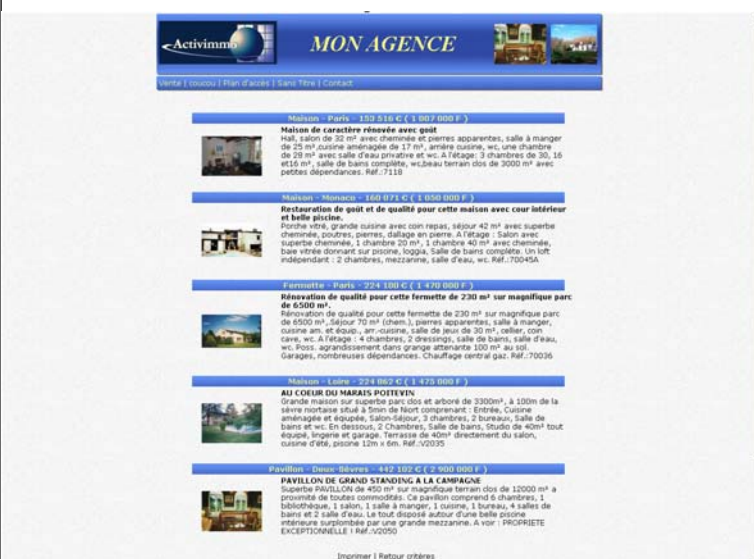 Activimmo
MON AGENCE
Vente | coucou | Plan d'accès | Sans Titre | Contact
Maison - Paris - 153 516 € ( 1 007 000 F )
Maison de caractère rénovée avec goût
Hall, salon de 32 m² avec cheminée et pierres apparentes, salle à manger
de 25 m²,cuisine aménagée de 17 m², arrière cuisine, wc, une chambre
de 28 m² avec salle d'eau privative et wc. A l'étage: 3 chambres de 30, 16
et16 m², salle de bains complète, wc,beau terrain clos de 3000 m² avec
petites dépendances. Réf.:7118
Maison - Monaco - 160 071 € ( 1 050 000 F )
Restauration de goût et de qualité pour cette maison avec cour intérieur
et belle piscine.
Porche vitré, grande cuisine avec coin repas, séjour 42 m² avec superbe
cheminée, poutres, pierres, dallage en pierre. A l'étage : Salon avec
superbe cheminée, 1 chambre 20 m², 1 chambre 40 m² avec cheminée,
baie vitrée donnant sur piscine, loggia, Salle de bains complète. Un loft
indépendant : 2 chambres, mezzanine, salle d'eau, wc. Réf.:70045A
Fermette - Paris - 224 100 € ( 1 470 000 F )
Rénovation de qualité pour cette fermette de 230 m² sur magnifique parc
de 6500 m².
Rénovation de qualité pour cette fermette de 230 m² sur magnifique parc
de 6500 m²,.Séjour 70 m² (chem.), pierres apparentes, salle à manger,
cuisine am. et équip., arr.-cuisine, salle de jeux de 30 m², cellier, coin
cave, wc. A l'étage : 4 chambres, 2 dressings, salle de bains, salle d'eau,
wc. Poss. agrandissement dans grange attenante 100 m² au sol.
Garages, nombreuses dépendances. Chauffage central gaz. Réf.:70036
Maison - Loire - 224 862 € ( 1 475 000 F )
AU COEUR DU MARAIS POITEVIN
Grande maison sur superbe parc clos et arboré de 3300m², à 100m de la
sèvre niortaise situé à 5min de Niort comprenant : Entrée, Cuisine
aménagée et équipée, Salon-Séjour, 3 chambres, 2 bureaux, Salle de
bains et wc. En dessous, 2 Chambres, Salle de bains, Studio de 40m² tout
équipé, lingerie et garage. Terrasse de 40m² directement du salon,
cuisine d'été, piscine 12m x 6m. Réf.:V2035
Pavillon - Deux-Sèvres - 442 102 € ( 2 900 000 F )
PAVILLON DE GRAND STANDING A LA CAMPAGNE
Superbe PAVILLON de 450 m² sur magnifique terrain clos de 12000 m² a
proximité de toutes commodités. Ce pavillon comprend 6 chambres, 1
bibliothèque, 1 salon, 1 salle à manger, 1 cuisine, 1 bureau, 4 salles de
bains et 2 salle d'eau. Le tout disposé autour d'une belle piscine
intérieure surplombée par une grande mezzanine. A voir : PROPRIETE
EXCEPTIONNELLE ! Réf.:V2050
Imprimer | Retour critères